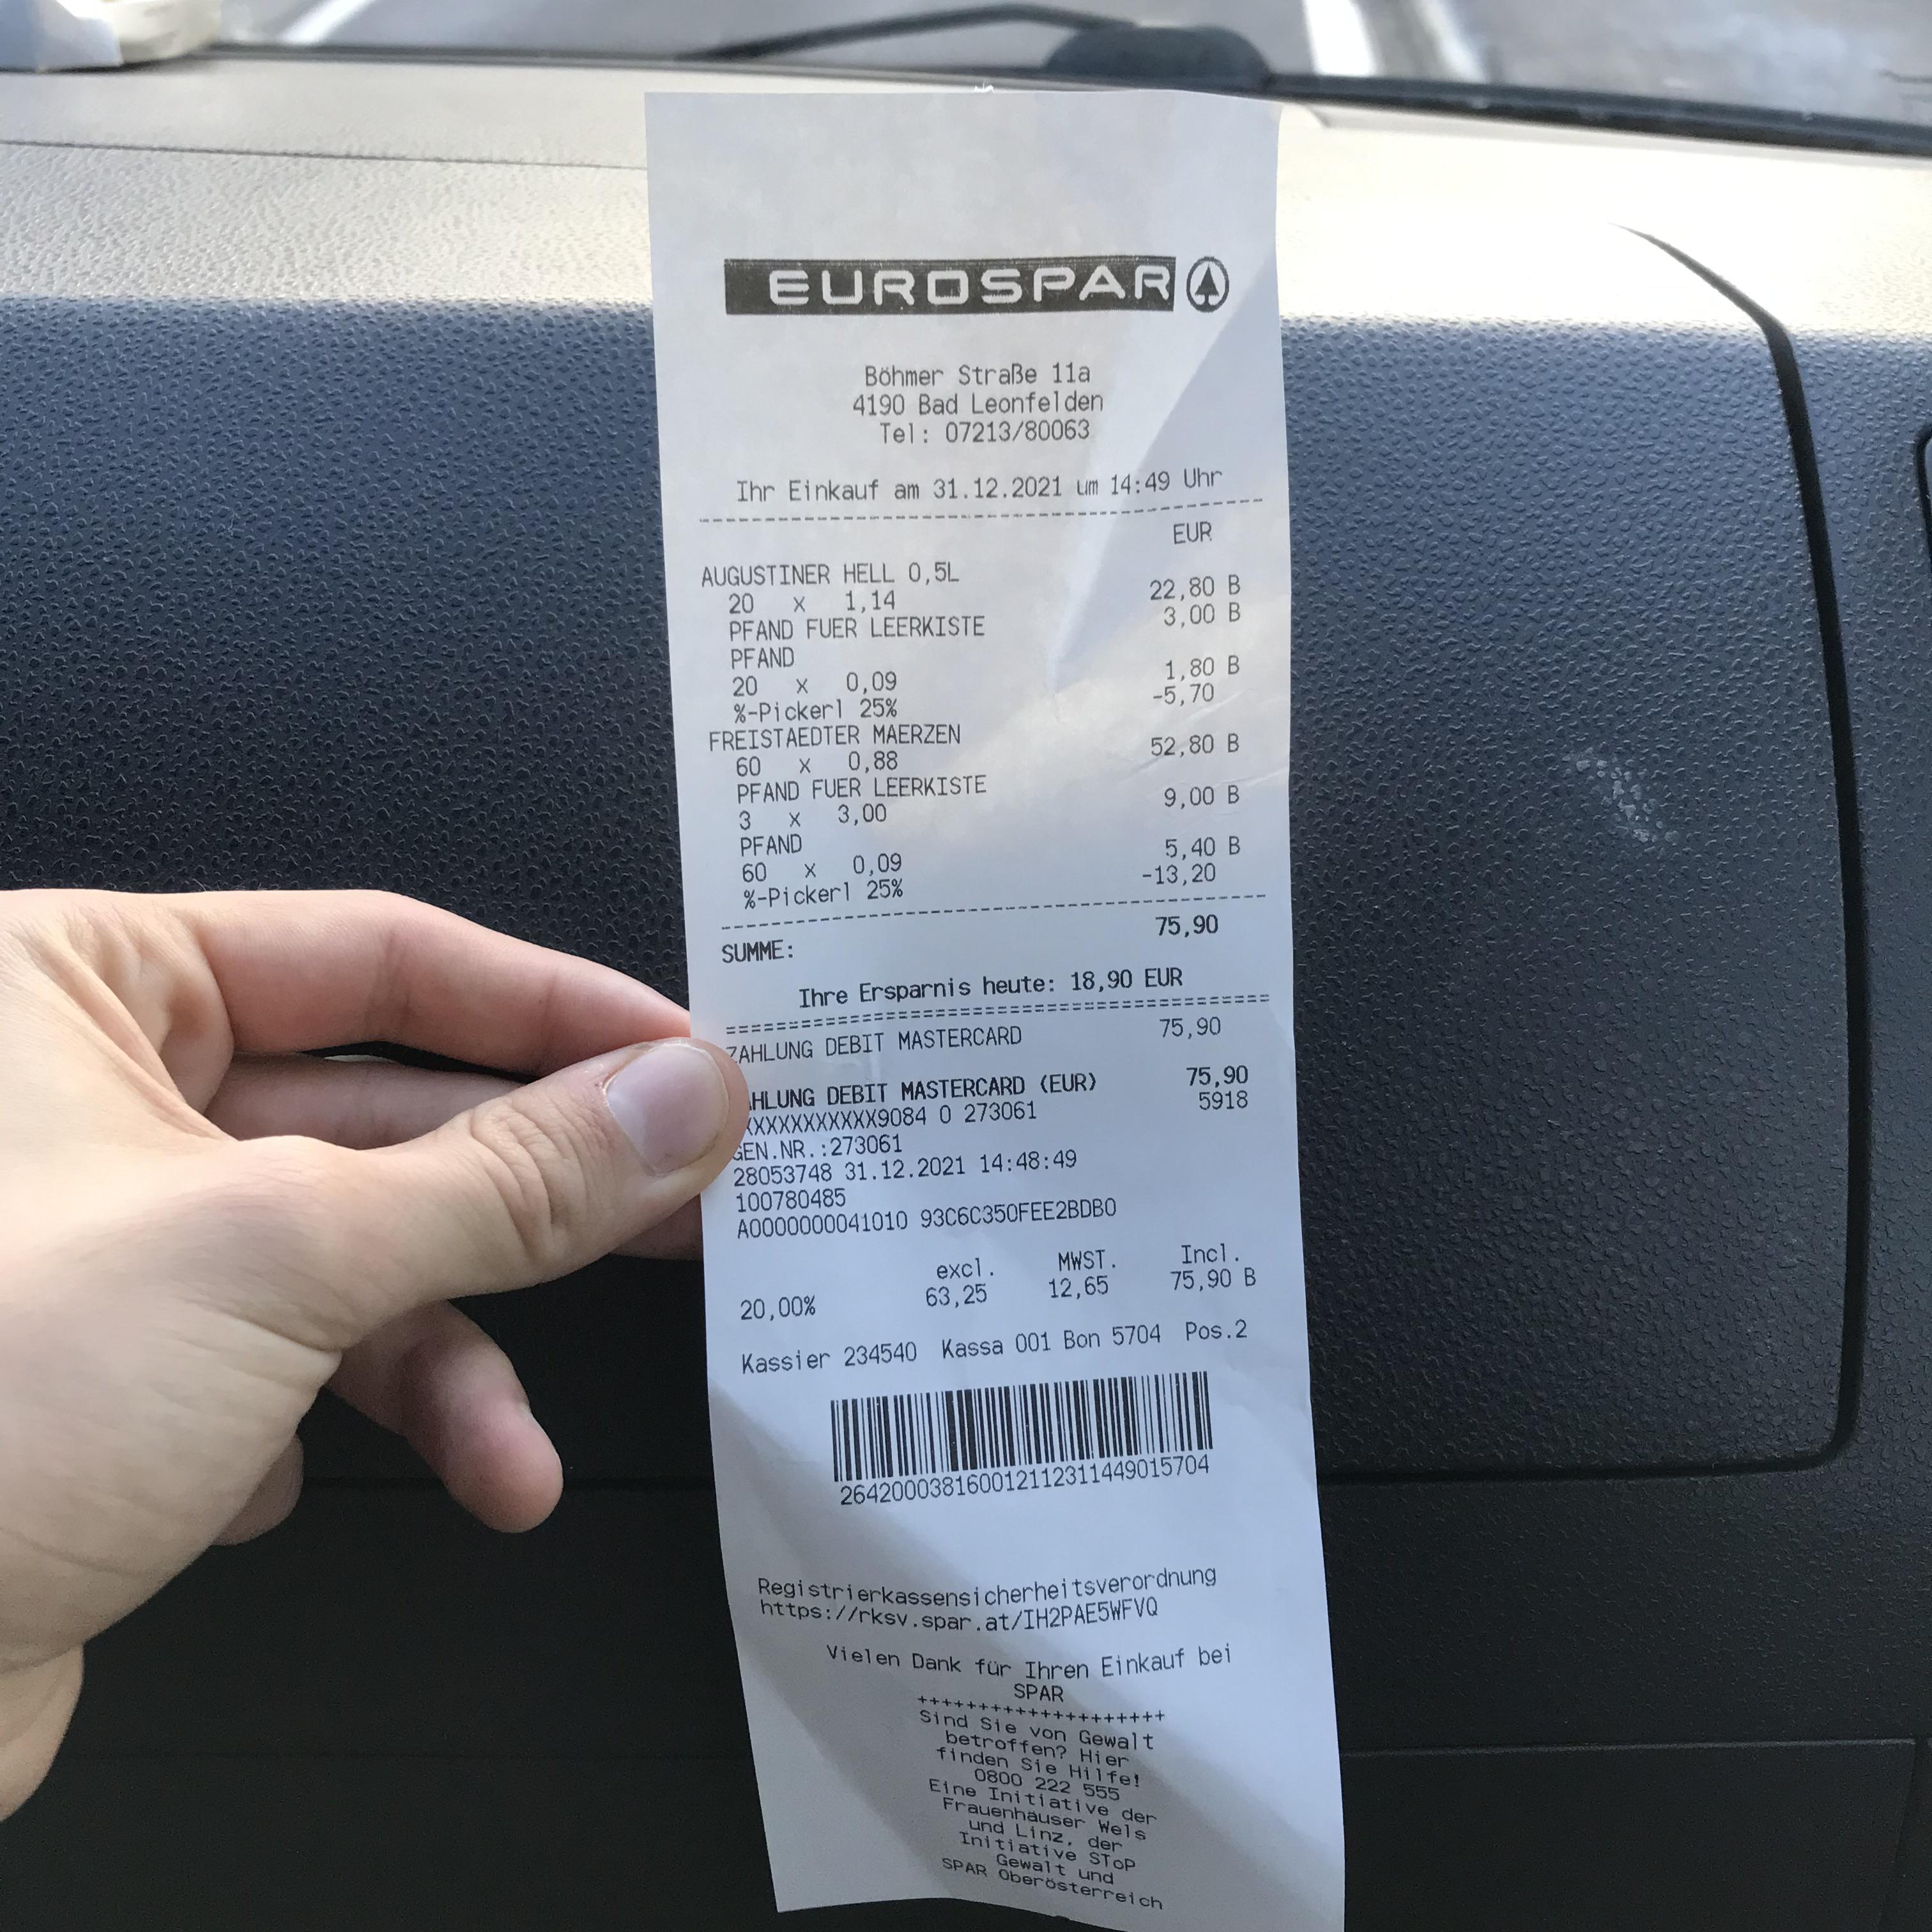 EUROSPAR
Böhmer Straße 11a
4190 Bad Leonfelden
Tel: 07213/80063
Ihr Einkauf am 31.12.2021 um 14:49 Uhr
EUR
AUGUSTINER HELL 0,5L
20 x 1,14 22,80 B
PFAND FUER LEERKISTE 3,00 B
PFAND
20 x 0,09 1,80 B
%-Pickerl 25% -5,70
FREISTAEDTER MAERZEN
60 x 0,88 52,80 B
PFAND FUER LEERKISTE
3 x 3,00 9,00 B
PFAND
60 x 0,09 5,40 B
%-Pickerl 25% -13,20
SUMME: 75,90
Ihre Ersparnis heute: 18,90 EUR
ZAHLUNG DEBIT MASTERCARD 75,90
AHLUNG DEBIT MASTERCARD (EUR) 75,90
XXXXXXXXXXX9084 0 273061 5918
GEN.NR.:273061
28053748 31.12.2021 14:48:49
100780485
A0000000041010 93C6C350FEE2BDB0
excl. MWST. Incl.
20,00% 63,25 12,65 75,90 B
Kassier 234540 Kassa 001 Bon 5704 Pos.2
26420003816001211231144​9015704
Registrierkassensicherheitsverordnung
https://rksv.spar.at/IH2PAE5WFVQ
Vielen Dank für Ihren Einkauf bei
SPAR
++++++++++++++++++++
Sind Sie von Gewalt
betroffen? Hier
finden Sie Hilfe!
0800 222 555
Eine Initiative der
Frauenhäuser Wels
und Linz, der
Initiative SToP
Gewalt und
SPAR Oberösterreich